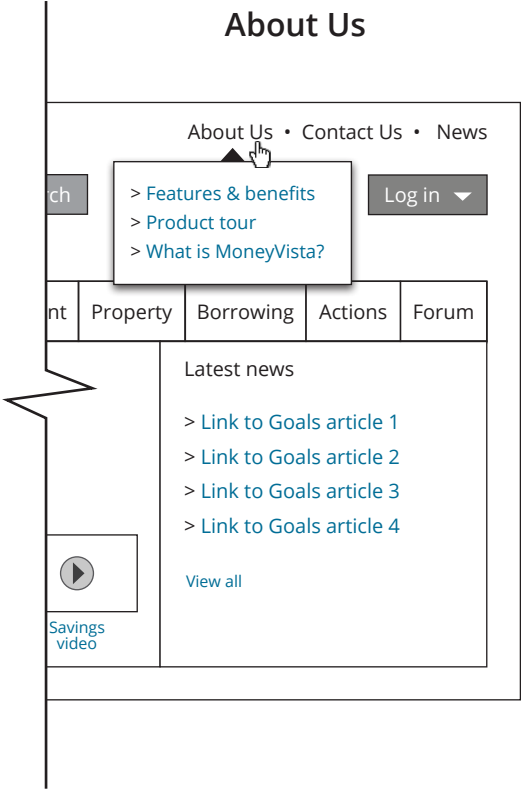 About Us
About Us • Contact Us • News
rch
Log in
> Features & benefits
> Product tour
> What is MoneyVista?
nt Property Borrowing Actions Forum
Latest news
> Link to Goals article 1
> Link to Goals article 2
> Link to Goals article 3
> Link to Goals article 4
View all
Savings
video